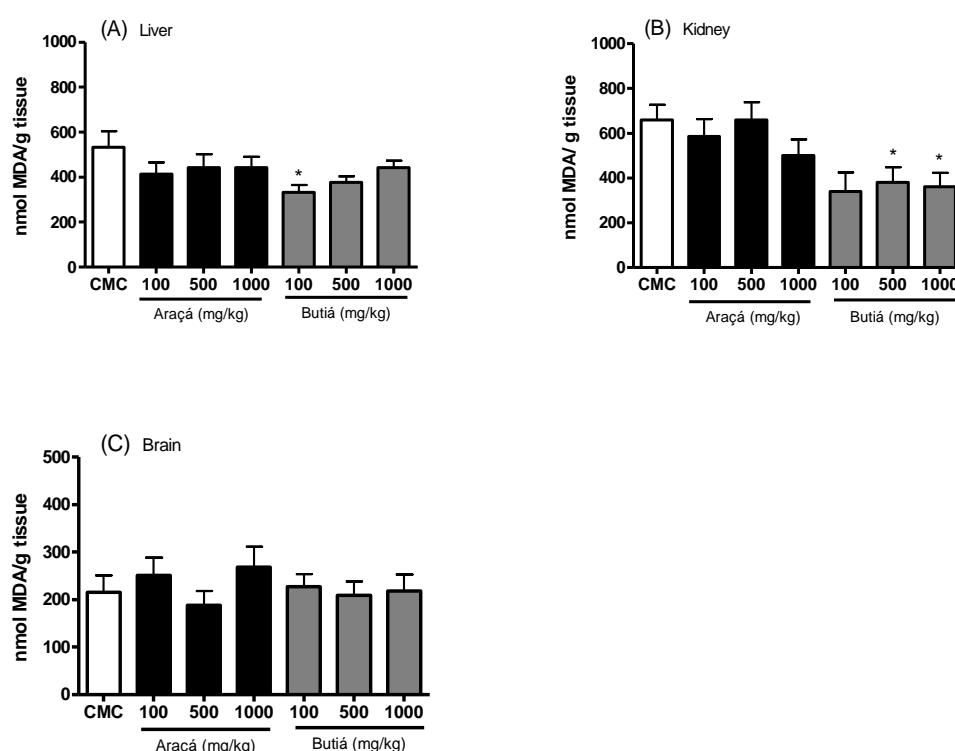 (A) Liver
nmol MDA/g tissue
1000
800
600
400
200
0
*
CMC 100 500 1000 100 500 1000
Araçá (mg/kg) Butiá (mg/kg)
(B) Kidney
nmol MDA/ g tissue
1000
800
600
400
200
0
* *
CMC 100 500 1000 100 500 1000
Araçá (mg/kg) Butiá (mg/kg)
(C) Brain
nmol MDA/g tissue
500
400
300
200
100
0
CMC 100 500 1000 100 500 1000
Araçá (mg/kg) Butiá (mg/kg)